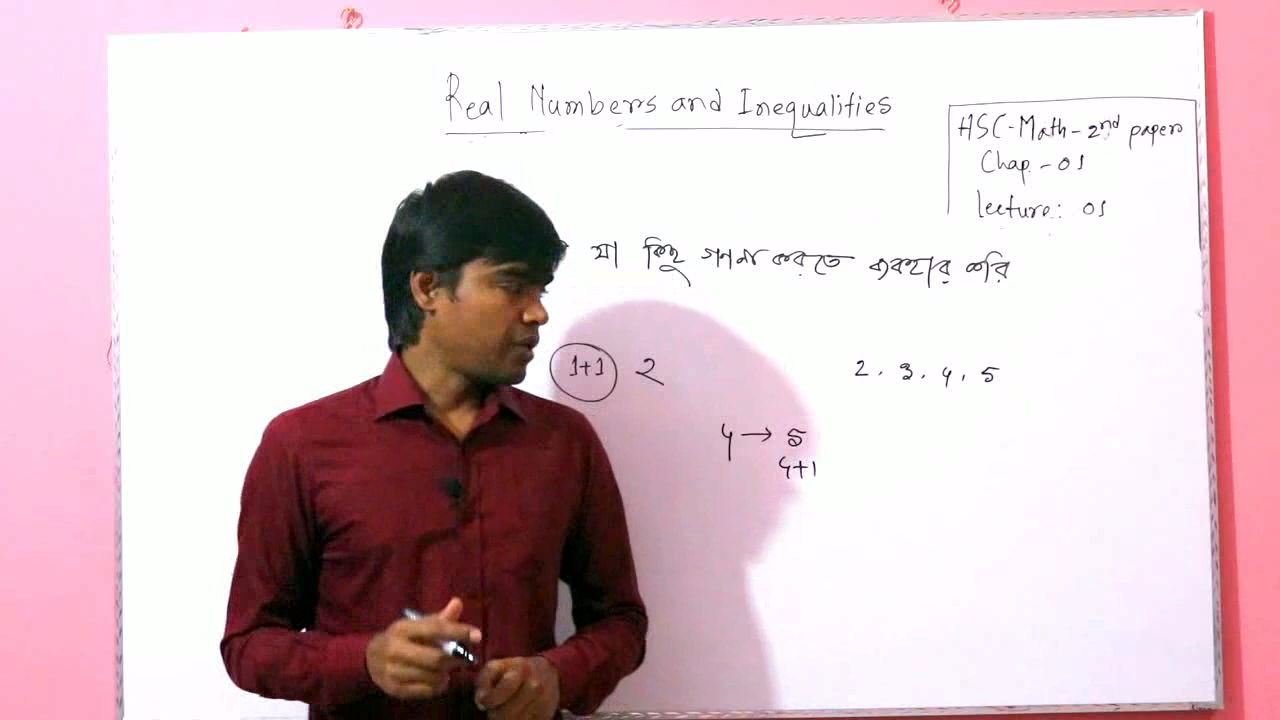 Real Numbers and Inequalities
HSC-Math-2nd paper
Chap-01
lecture: 01
যা কিছু গণনা করতে ব্যবহার করি
1+1 2
2, 3, 4, 5
4 → 5
4+1